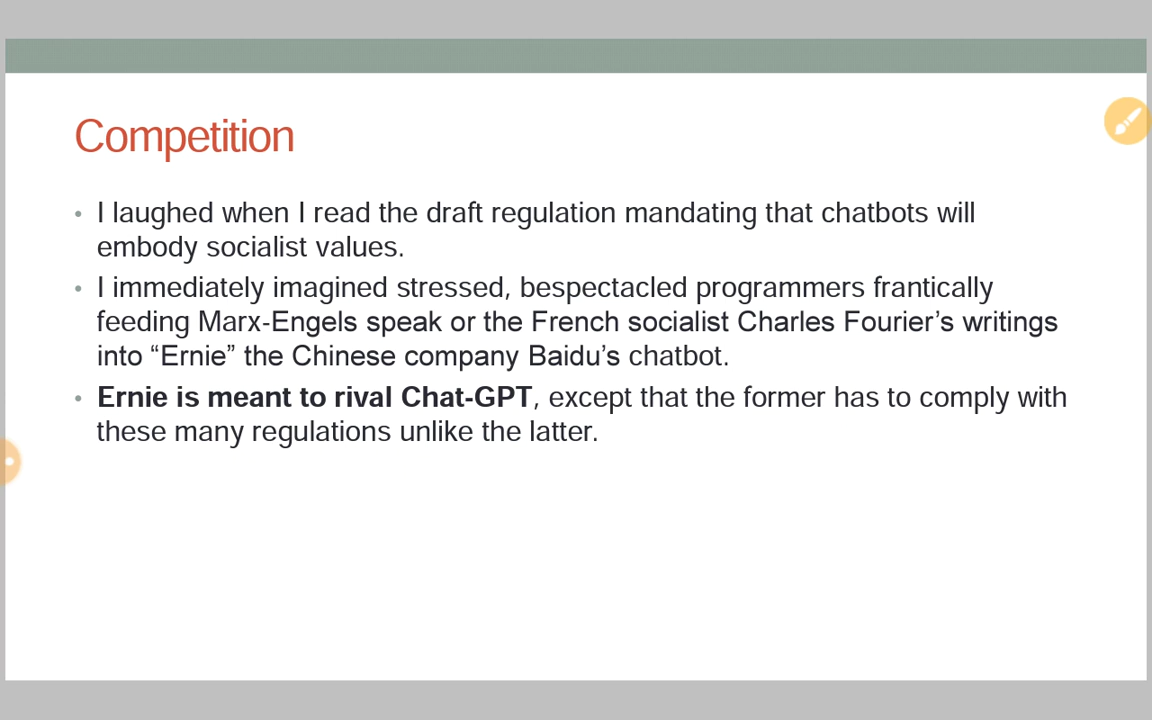 Competition
• I laughed when I read the draft regulation mandating that chatbots will
embody socialist values.
• I immediately imagined stressed, bespectacled programmers frantically
feeding Marx-Engels speak or the French socialist Charles Fourier’s writings
into “Ernie” the Chinese company Baidu’s chatbot.
• Ernie is meant to rival Chat-GPT, except that the former has to comply with
these many regulations unlike the latter.